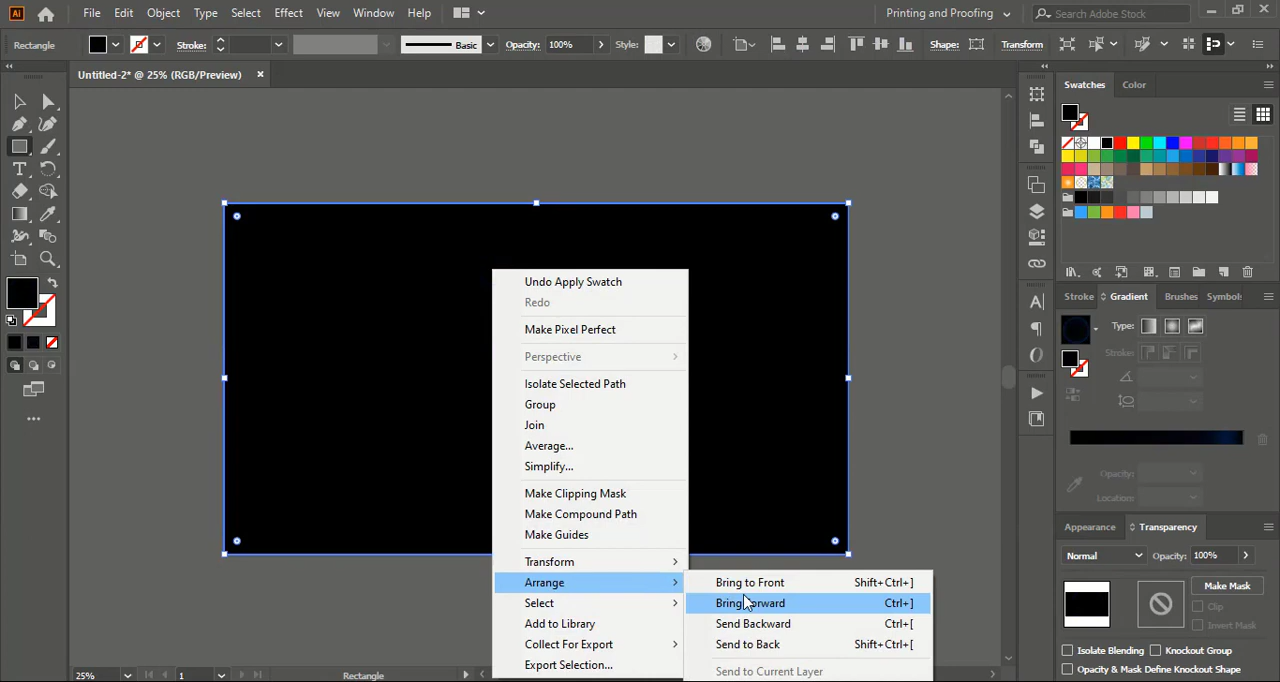 Ai File Edit Object Type Select Effect View Window Help Printing and Proofing Search Adobe Stock
Rectangle Stroke: Basic Opacity: 100% Style: Shape: Transform
Untitled-2* @ 25% (RGB/Preview)
Swatches Color
Undo Apply Swatch
Redo
Make Pixel Perfect
Perspective
Isolate Selected Path
Group
Join
Average...
Simplify...
Make Clipping Mask
Make Compound Path
Make Guides
Transform
Arrange
Select
Add to Library
Collect For Export
Export Selection...
Bring to Front Shift+Ctrl+]
Bring Forward Ctrl+]
Send Backward Ctrl+[
Send to Back Shift+Ctrl+[
Send to Current Layer
Stroke Gradient Brushes Symbols
Type:
Stroke:
Opacity:
Location:
Appearance Transparency
Normal Opacity: 100%
Make Mask
Clip
Invert Mask
Isolate Blending Knockout Group
Opacity & Mask Define Knockout Shape
25% 1 Rectangle